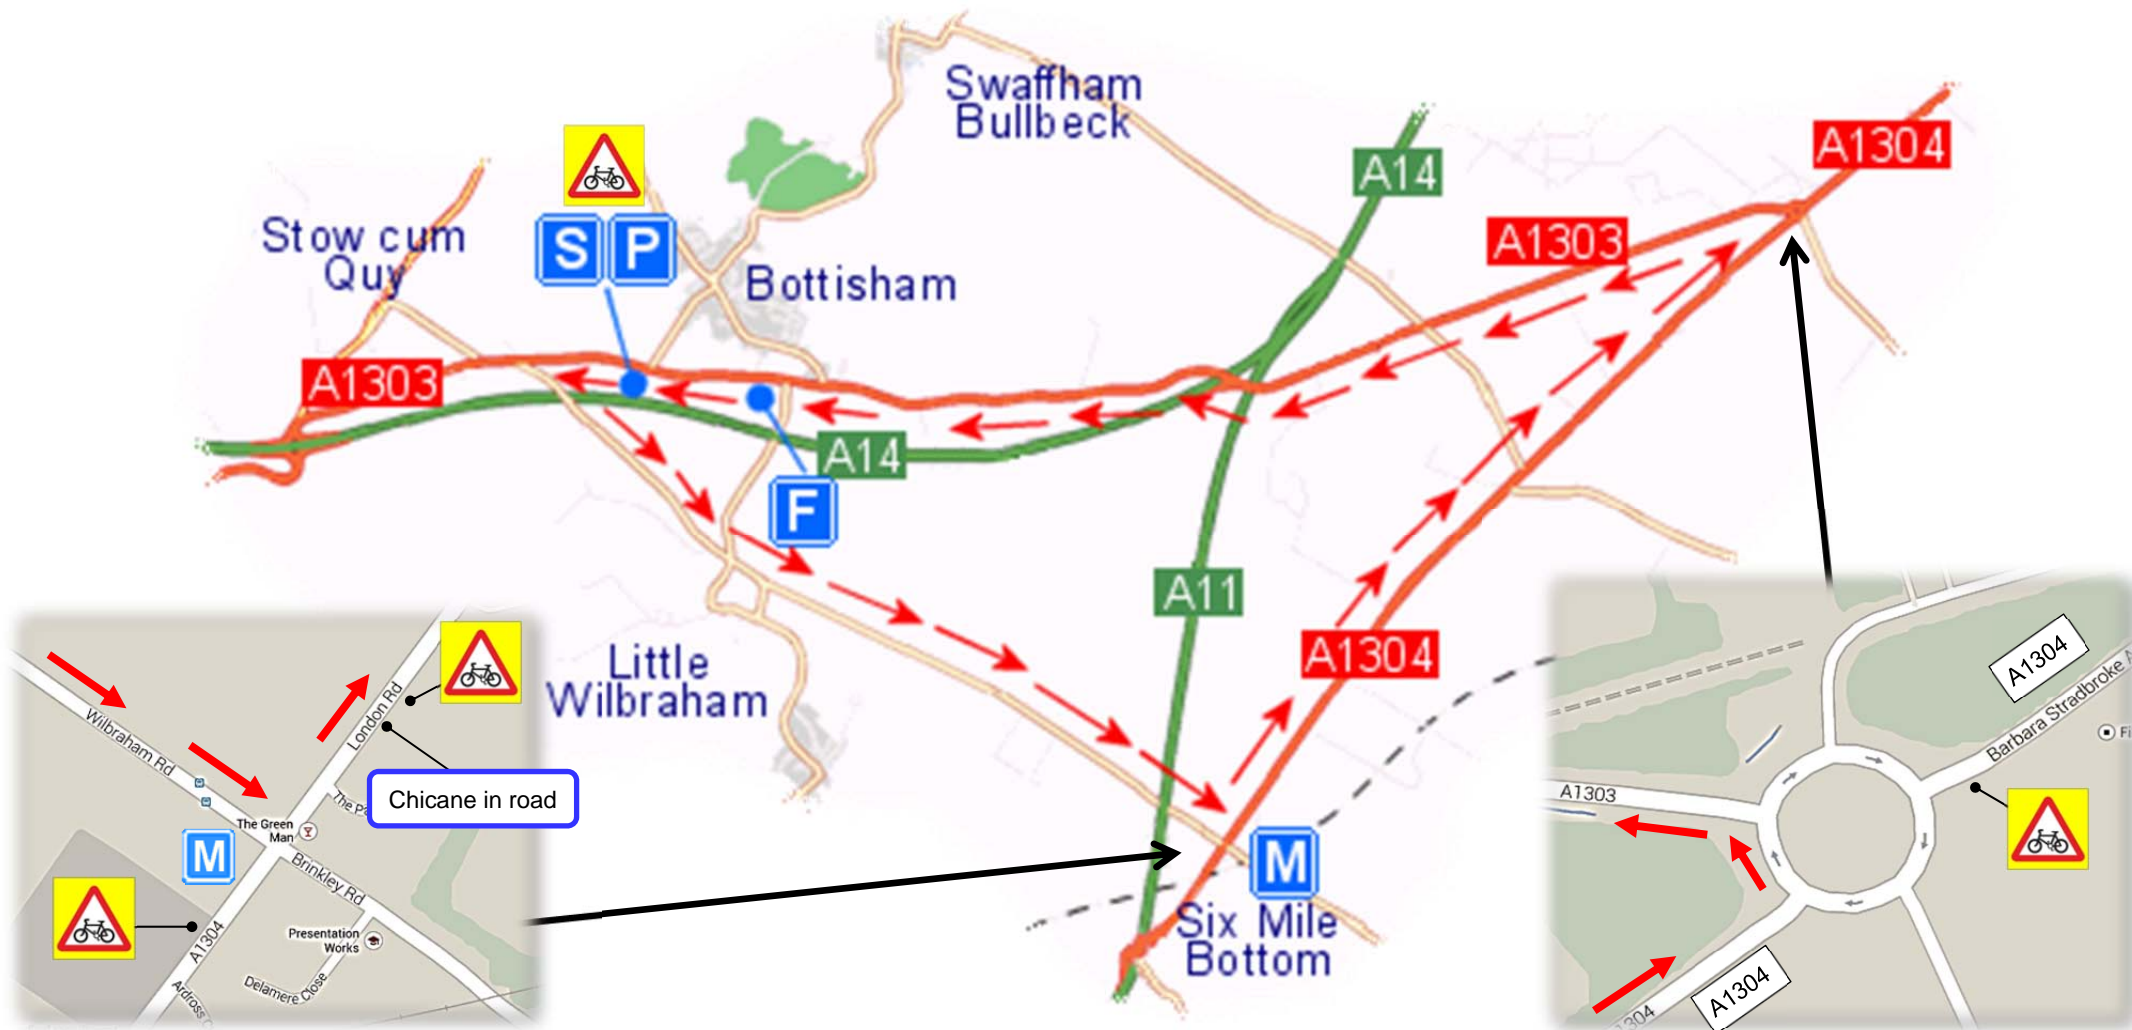 Swaffham
Bullbeck
A1304
A14
A1303
Stow cum
Quy
S P
Bottisham
A1303
A14
F
A11
A1304
Little
Wilbraham
M
Six Mile
Bottom
Wilbraham Rd
London Rd
Chicane in road
The Green
Man
M
Brinkley Rd
A1304
Presentation
Works
Delamere Close
Ardross
A1304
Barbara Stradbroke A
A1303
A1304